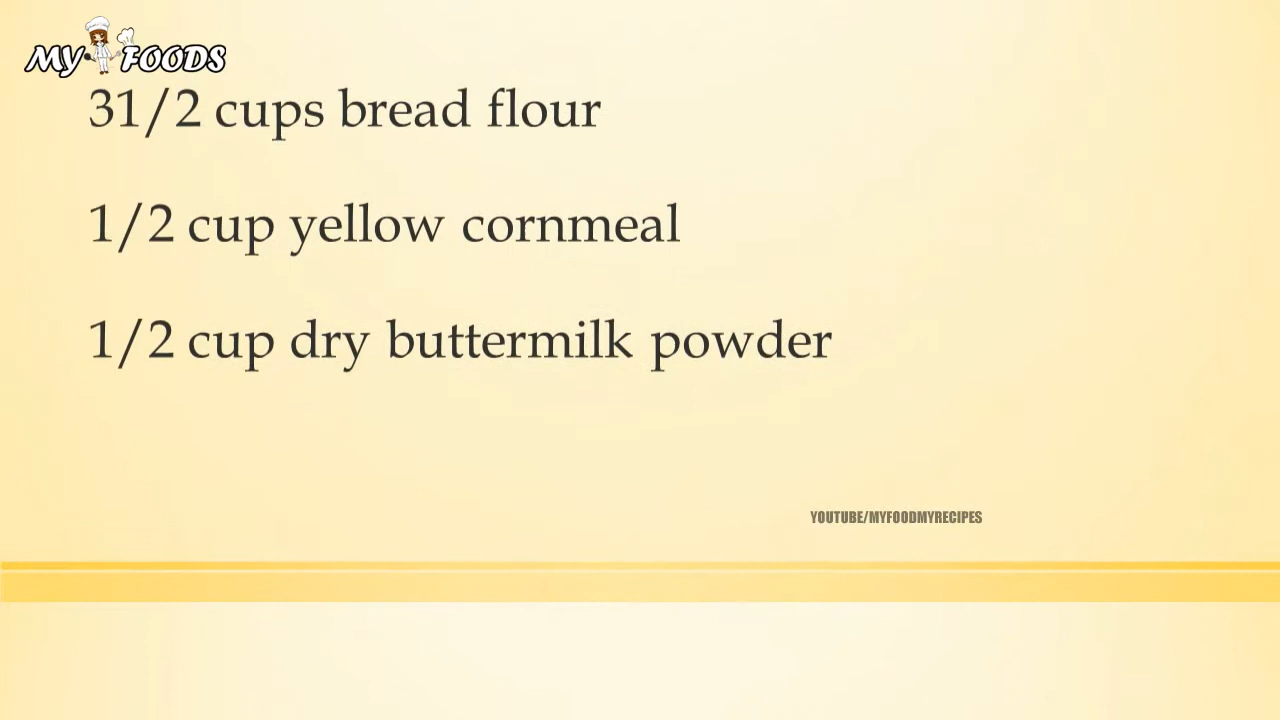 MY FOODS
31/2 cups bread flour
1/2 cup yellow cornmeal
1/2 cup dry buttermilk powder
YOUTUBE/MYFOODMYRECIPES